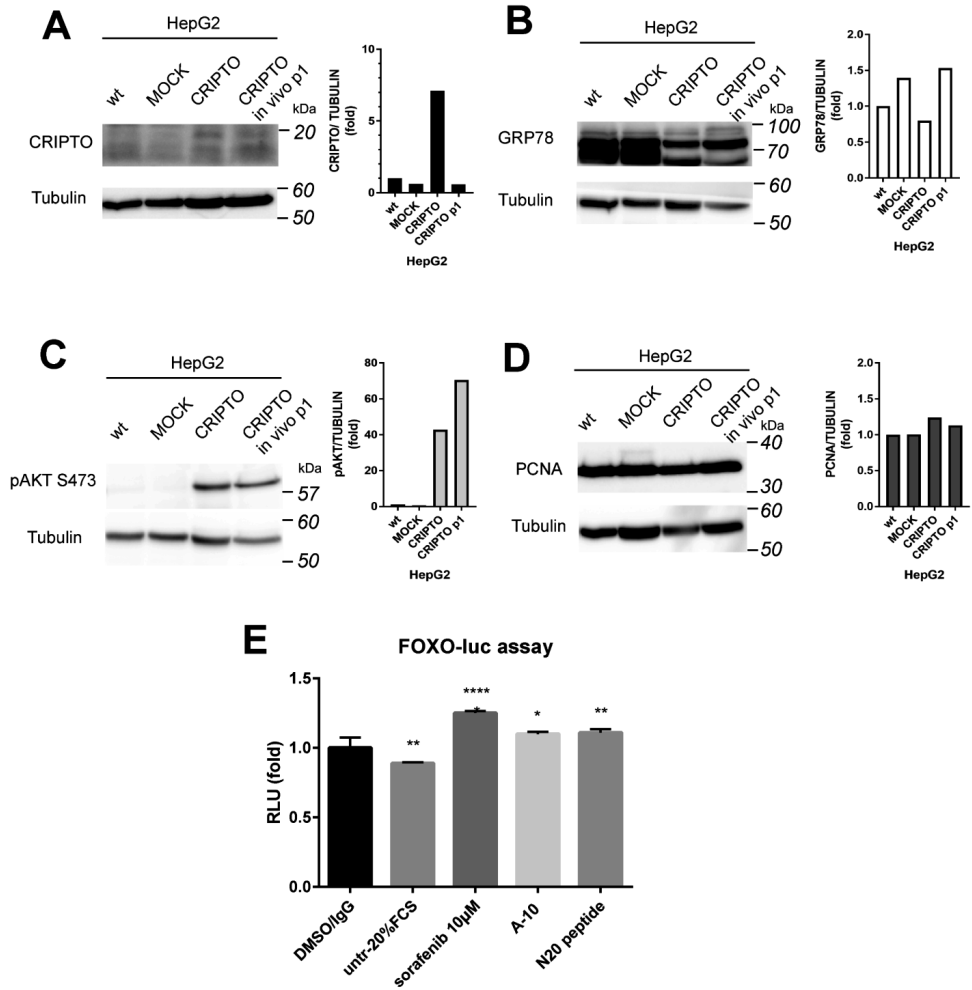 A
HepG2
wt
MOCK
CRIPTO
CRIPTO
in vivo p1
kDa
CRIPTO
20
Tubulin
60
50
CRIPTO/ TUBULIN
(fold)
10
5
0
wt
MOCK
CRIPTO
CRIPTO p1
HepG2
B
HepG2
wt
MOCK
CRIPTO
CRIPTO
in vivo p1
kDa
GRP78
100
70
Tubulin
60
50
GRP78/TUBULIN
(fold)
2.0
1.5
1.0
0.5
0.0
wt
MOCK
CRIPTO
CRIPTO p1
HepG2
C
HepG2
wt
MOCK
CRIPTO
CRIPTO
in vivo p1
kDa
pAKT S473
57
Tubulin
60
50
pAKT/TUBULIN
(fold)
80
60
40
20
0
wt
MOCK
CRIPTO
CRIPTO p1
HepG2
D
HepG2
wt
MOCK
CRIPTO
CRIPTO
in vivo p1
kDa
PCNA
40
30
Tubulin
60
50
PCNA/TUBULIN
(fold)
2.0
1.5
1.0
0.5
0.0
wt
MOCK
CRIPTO
CRIPTO p1
HepG2
E
FOXO-luc assay
RLU (fold)
1.5
1.0
0.5
0.0
**
****
*
*
**
DMSO/IgG
untr-20%FCS
sorafenib 10µM
A-10
N20 peptide